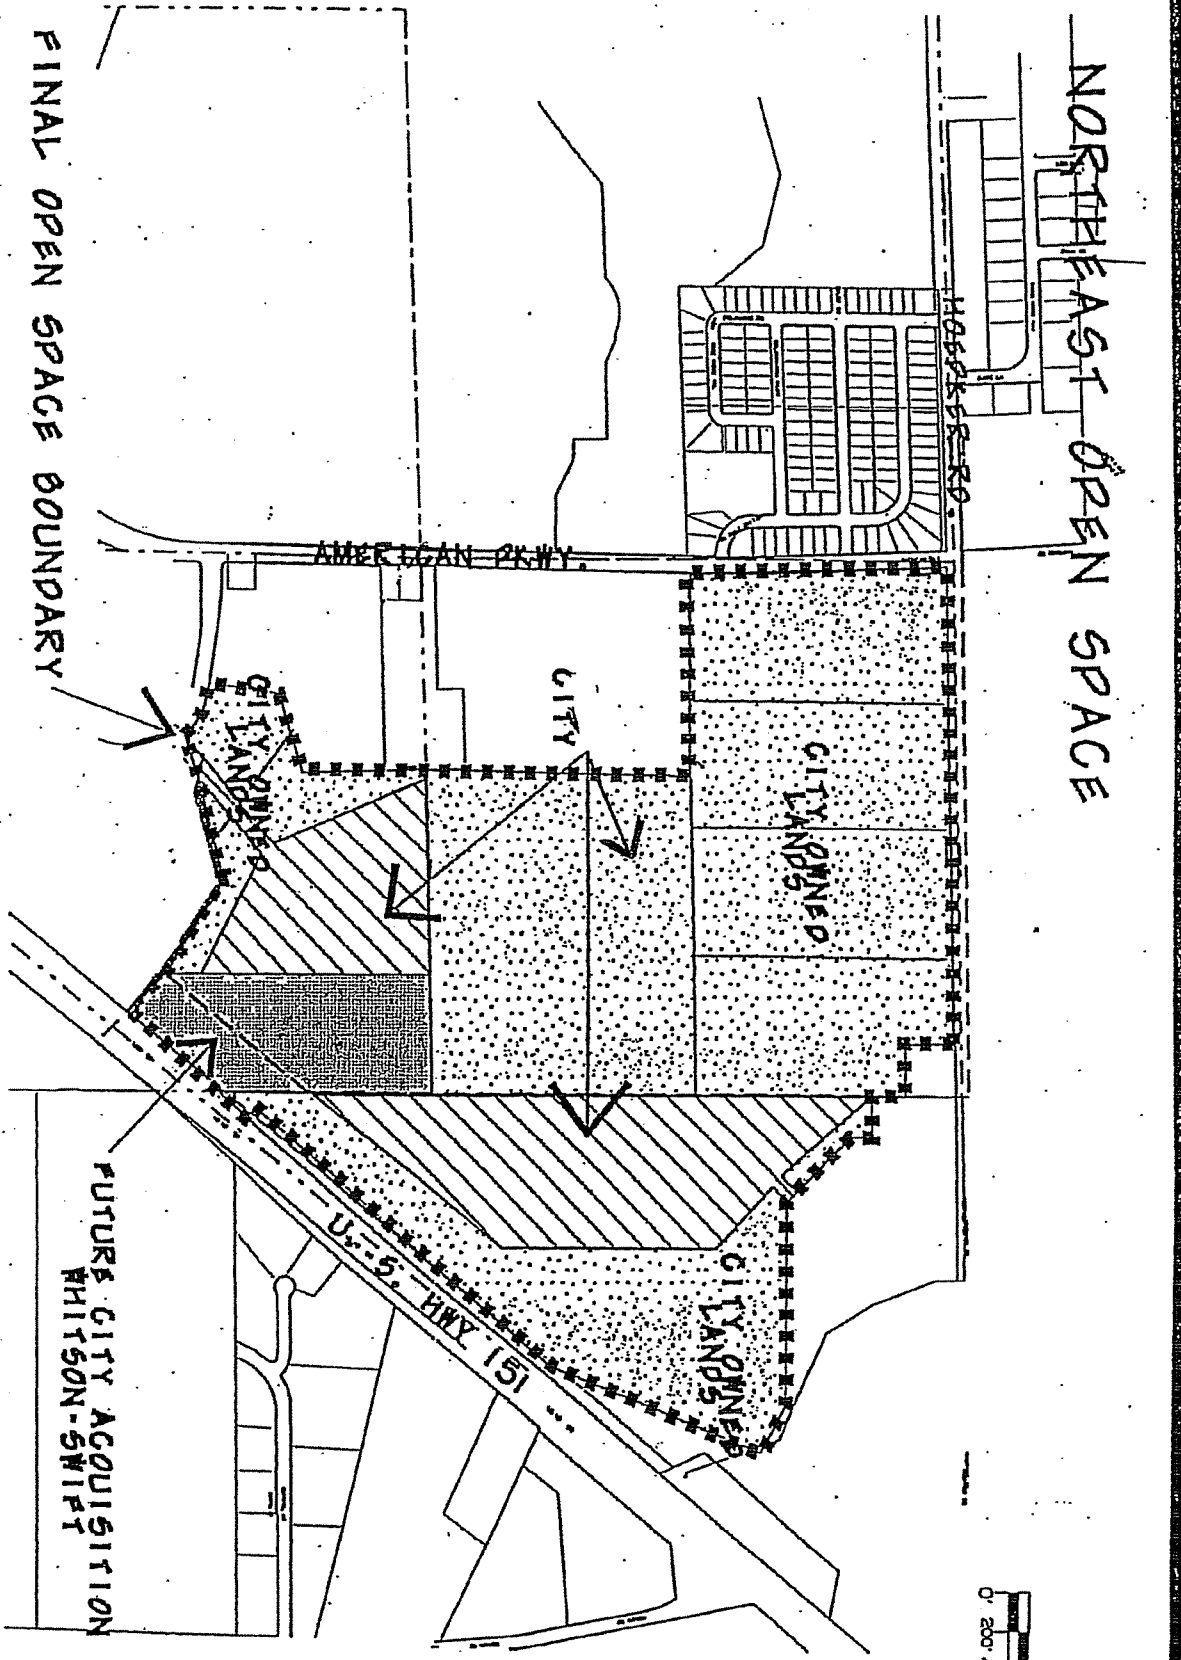 NORTHEAST OPEN SPACE
HOEPKER RD.
AMERICAN PKWY.
CITY OWNED
LANDS
CITY
CITY OWNED
LANDS
CITY OWNED
LANDS
U.S. HWY 151
FINAL OPEN SPACE BOUNDARY
FUTURE CITY ACQUISITION
WHITSON-SWIFT
0' 200'